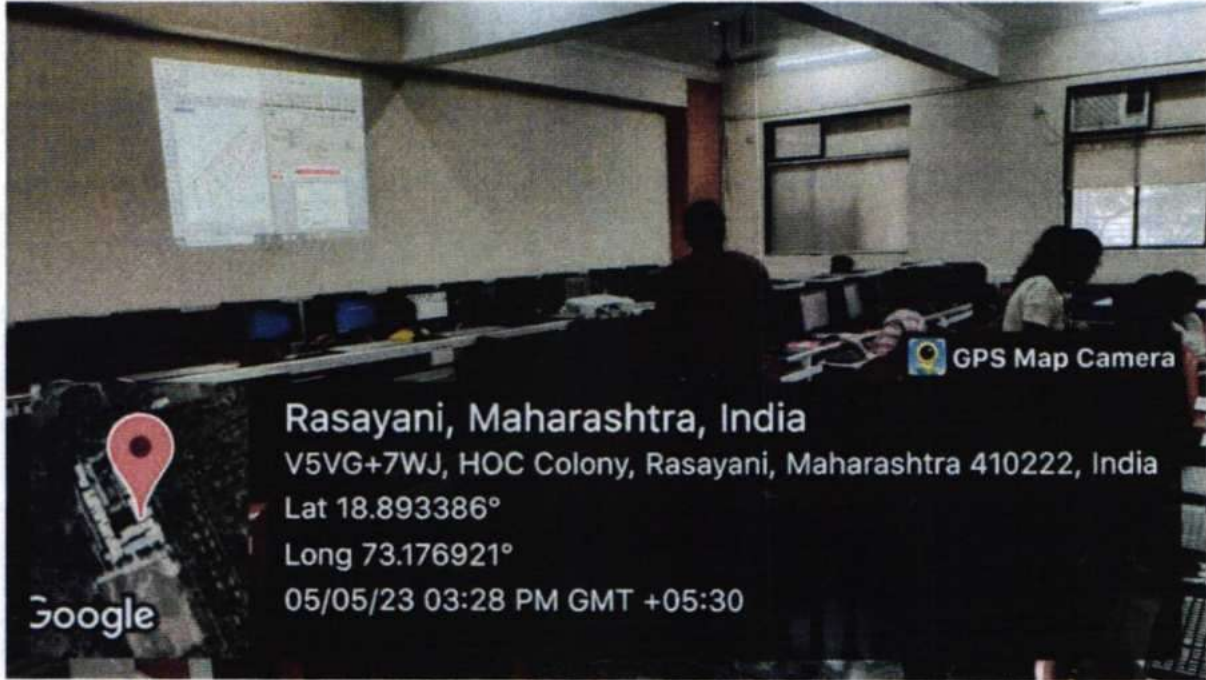 GPS Map Camera
Rasayani, Maharashtra, India
V5VG+7WJ, HOC Colony, Rasayani, Maharashtra 410222, India
Lat 18.893386°
Long 73.176921°
05/05/23 03:28 PM GMT +05:30
Google